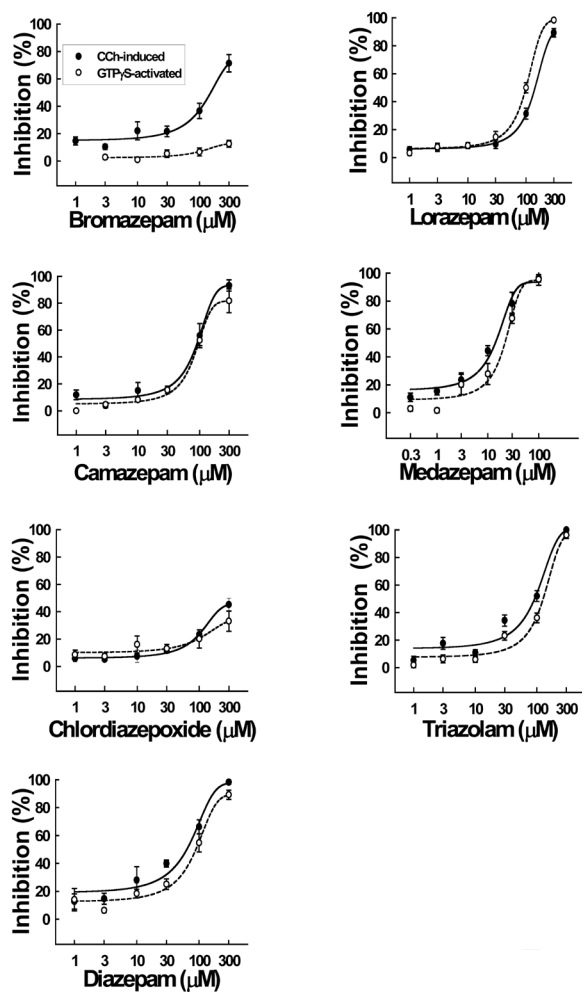 Inhibition (%)
100
80
60
40
20
0
CCh-induced
GTPγS-activated
1 3 10 30 100 300
Bromazepam (μM)
Inhibition (%)
100
80
60
40
20
0
1 3 10 30 100 300
Lorazepam (μM)
Inhibition (%)
100
80
60
40
20
0
1 3 10 30 100 300
Camazepam (μM)
Inhibition (%)
100
80
60
40
20
0
0.3 1 3 10 30 100
Medazepam (μM)
Inhibition (%)
100
80
60
40
20
0
1 3 10 30 100 300
Chlordiazepoxide (μM)
Inhibition (%)
100
80
60
40
20
0
1 3 10 30 100 300
Triazolam (μM)
Inhibition (%)
100
80
60
40
20
0
1 3 10 30 100 300
Diazepam (μM)